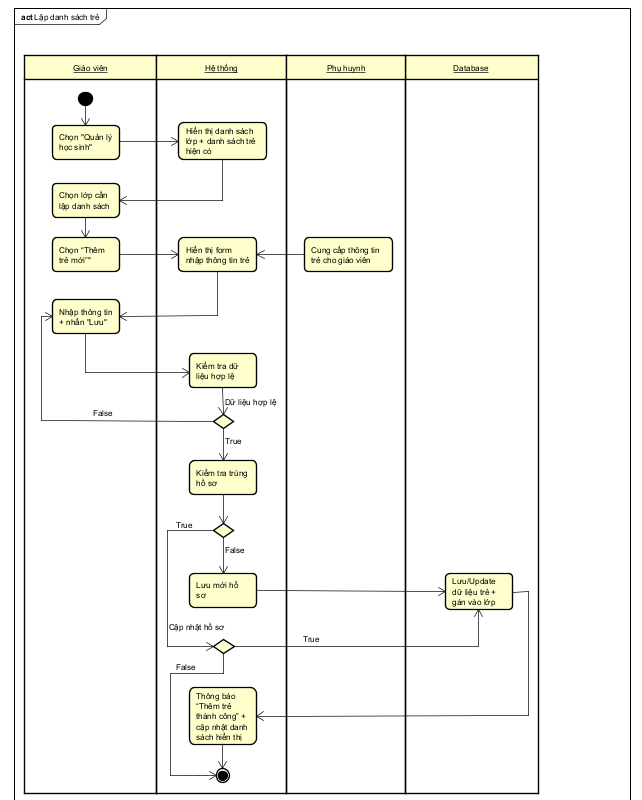 act Lập danh sách trẻ
Giáo viên
Hệ thống
Phụ huynh
Database
Chọn "Quản lý
học sinh"
Hiển thị danh sách
lớp + danh sách trẻ
hiện có
Chọn lớp cần
lập danh sách
Chọn “Thêm
trẻ mới”"
Hiển thị form
nhập thông tin trẻ
Cung cấp thông tin
trẻ cho giáo viên
Nhập thông tin
+ nhấn "Lưu"
Kiểm tra dữ
liệu hợp lệ
Dữ liệu hợp lệ
False
True
Kiểm tra trùng
hồ sơ
True
False
Lưu mới hồ
sơ
Lưu/Update
dữ liệu trẻ +
gán vào lớp
Cập nhật hồ sơ
True
False
Thông báo
“Thêm trẻ
thành công” +
cập nhật danh
sách hiển thị